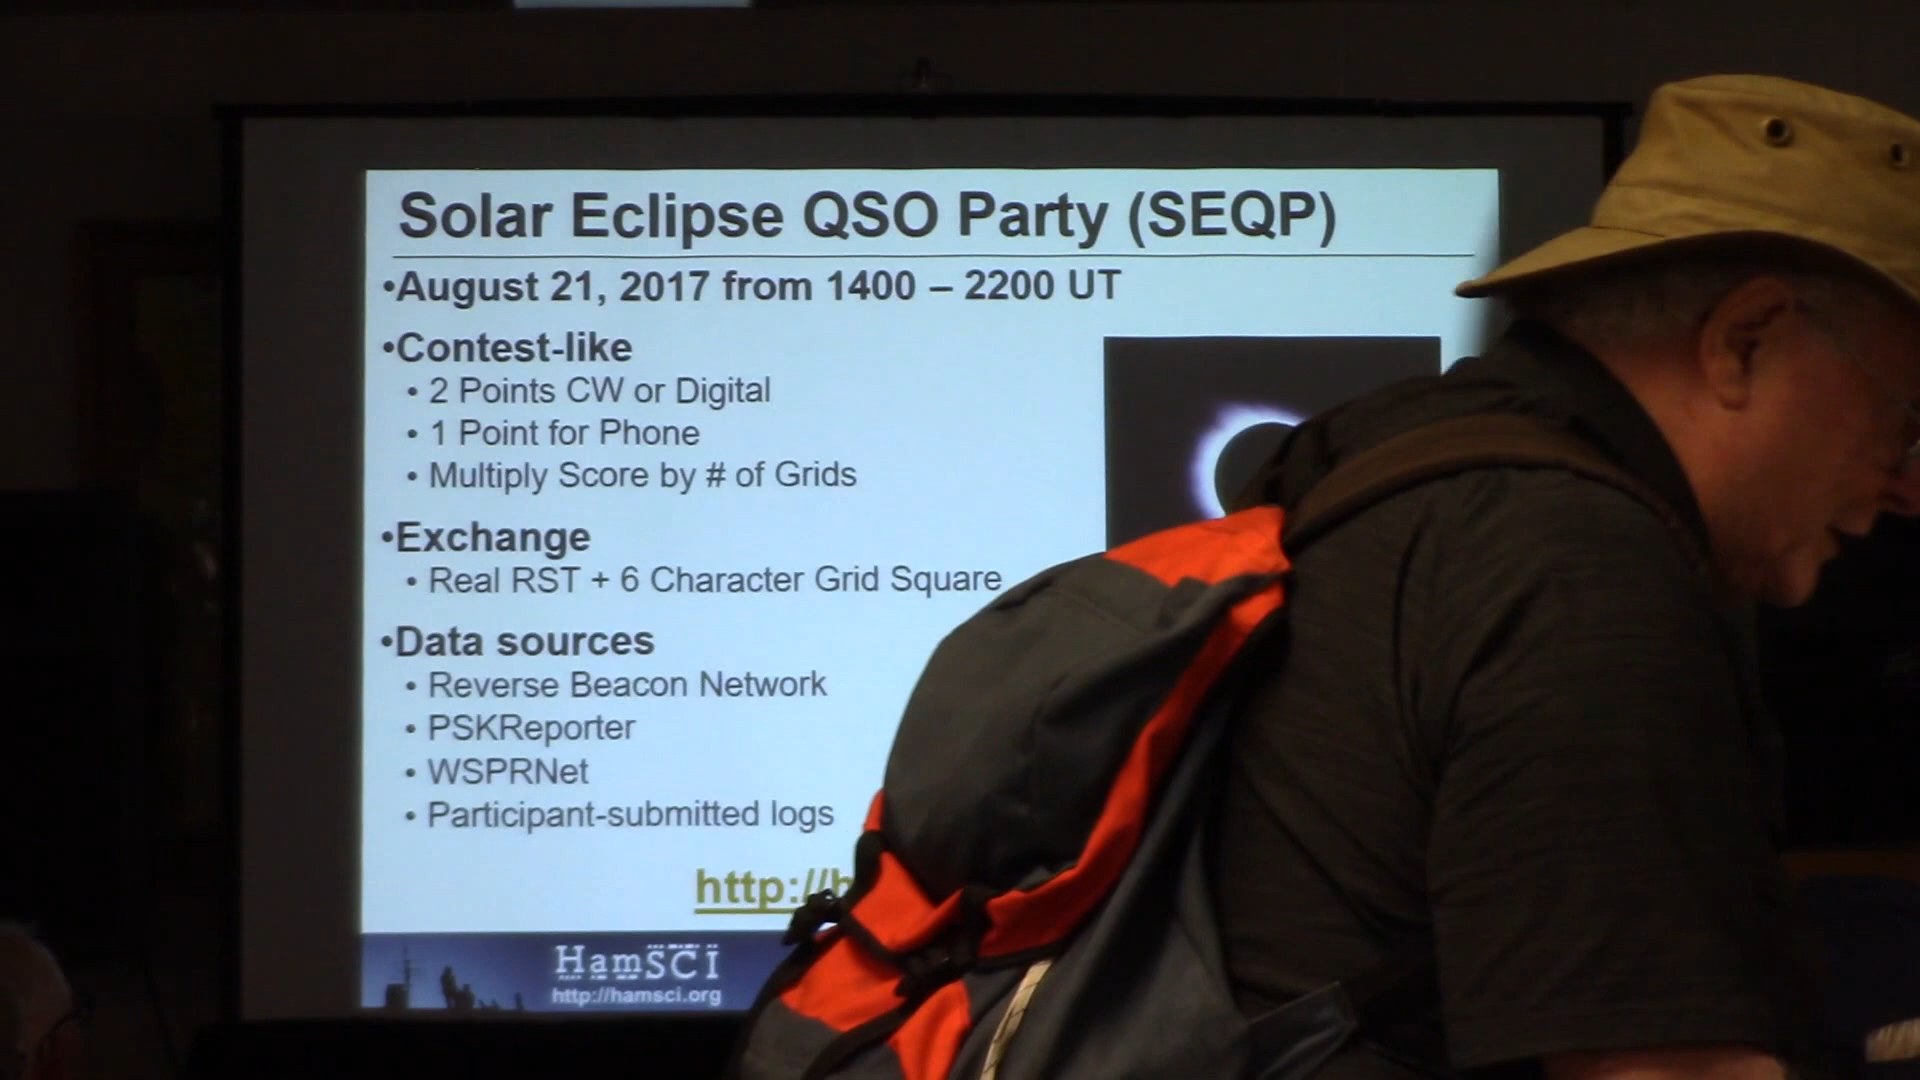 Solar Eclipse QSO Party (SEQP)
•August 21, 2017 from 1400 – 2200 UT
•Contest-like
• 2 Points CW or Digital
• 1 Point for Phone
• Multiply Score by # of Grids
•Exchange
• Real RST + 6 Character Grid Square
•Data sources
• Reverse Beacon Network
• PSKReporter
• WSPRNet
• Participant-submitted logs
http://h
HamSCI
http://hamsci.org